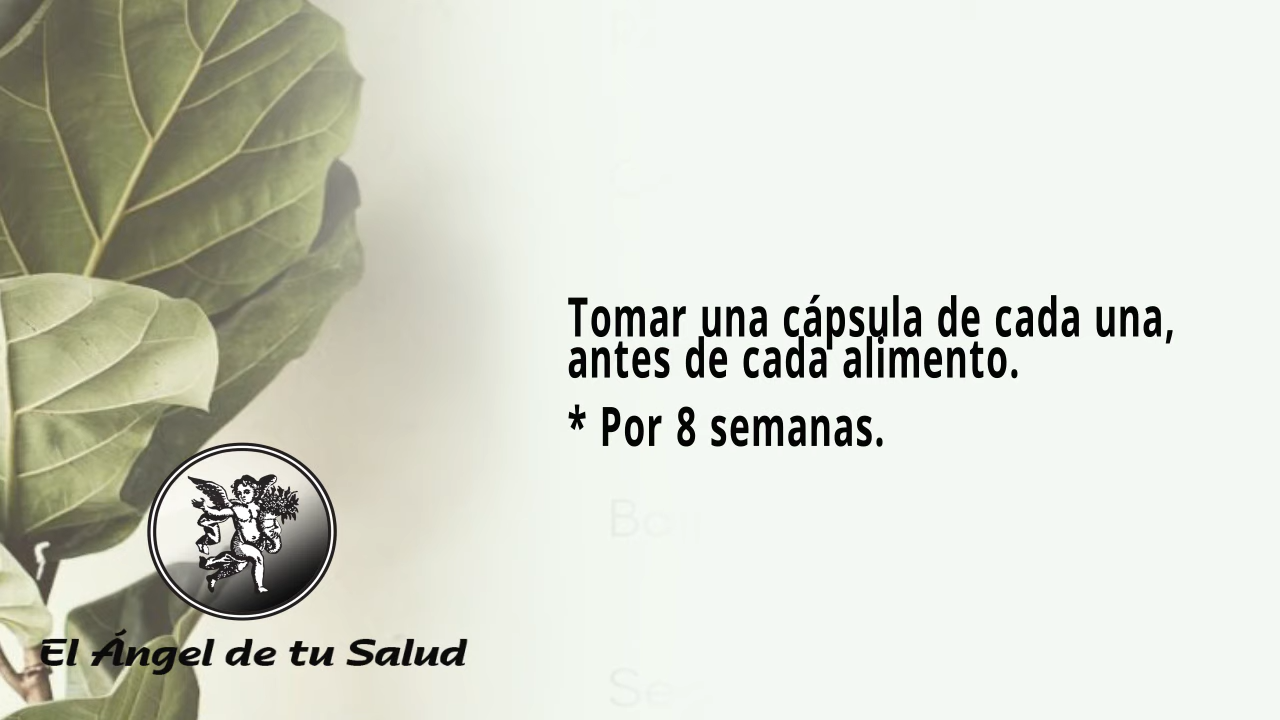 Tomar una cápsula de cada una,
antes de cada alimento.
* Por 8 semanas.
El Ángel de tu Salud